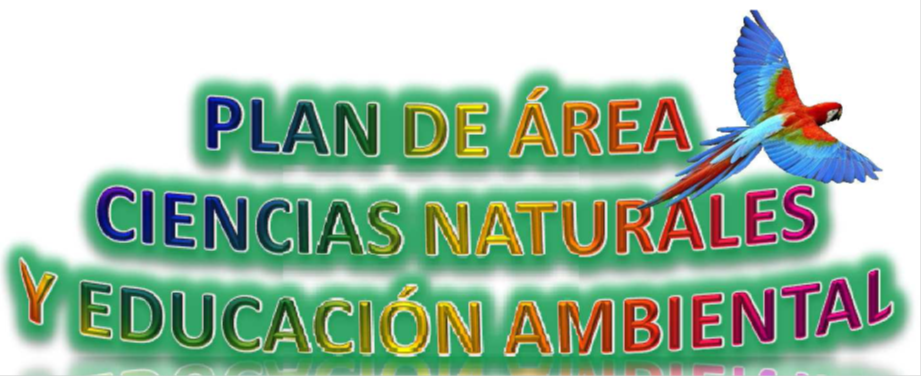 PLAN DE ÁREA
CIENCIAS NATURALES
Y EDUCACIÓN AMBIENTAL